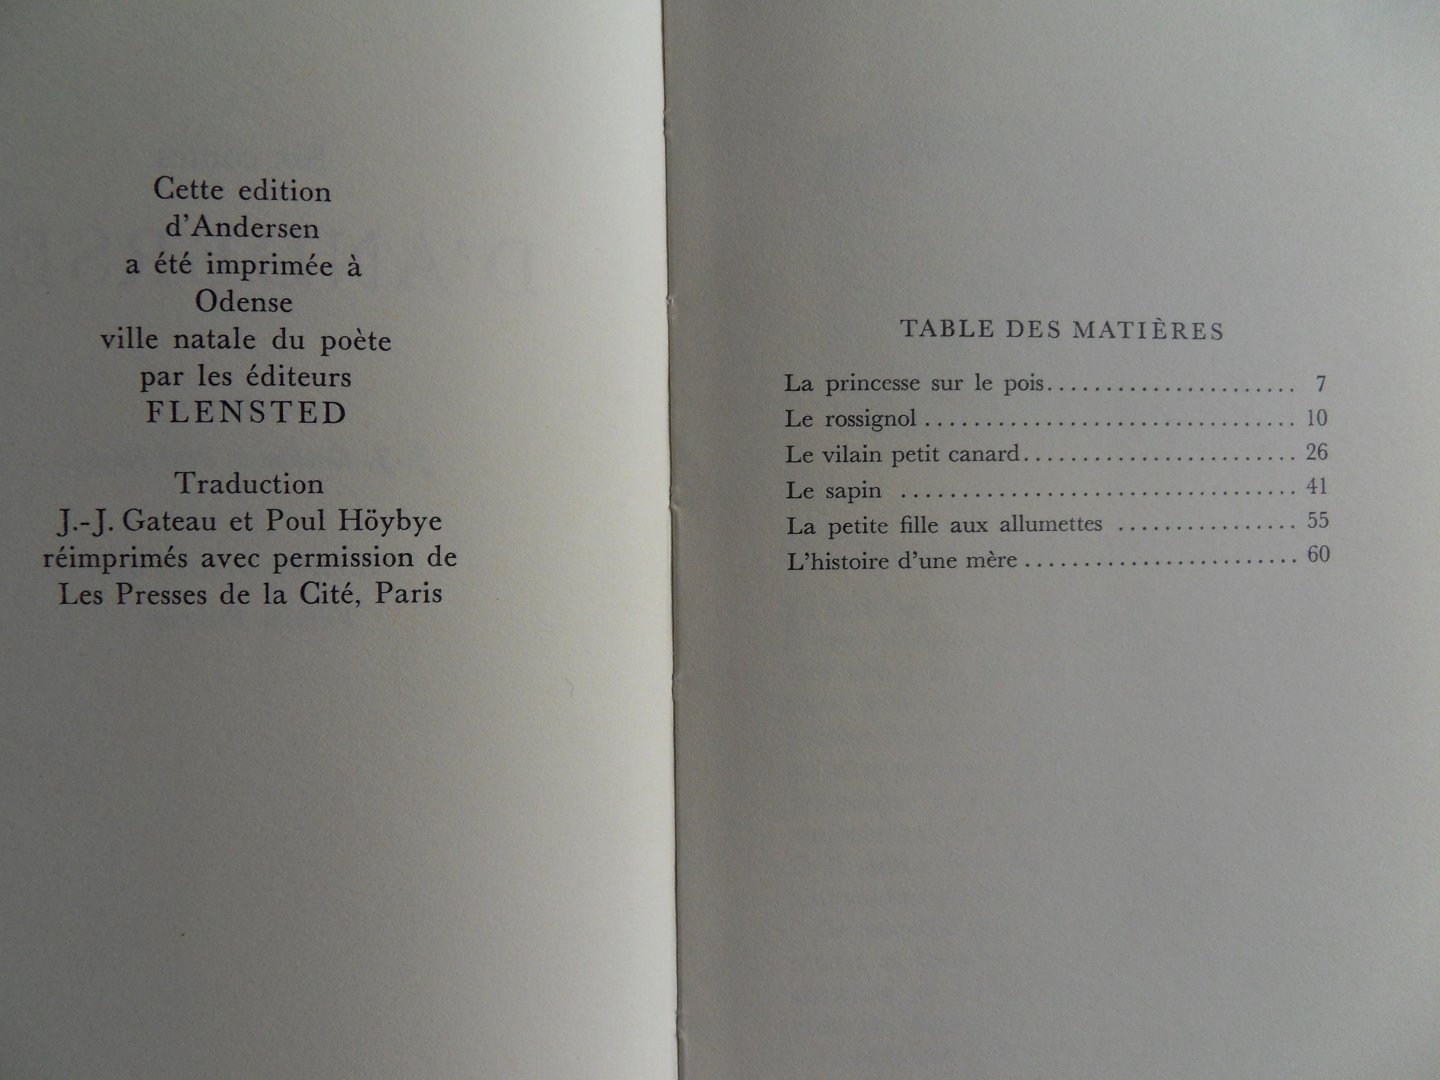 Cette edition
d'Andersen
a été imprimée à
Odense
ville natale du poète
par les éditeurs
FLENSTED
Traduction
J.-J. Gateau et Poul Höybye
réimprimés avec permission de
Les Presses de la Cité, Paris
TABLE DES MATIÈRES
La princesse sur le pois........................ 7
Le rossignol ............................... 10
Le vilain petit canard....................... 26
Le sapin ................................. 41
La petite fille aux allumettes ............... 55
L'histoire d'une mère ....................... 60